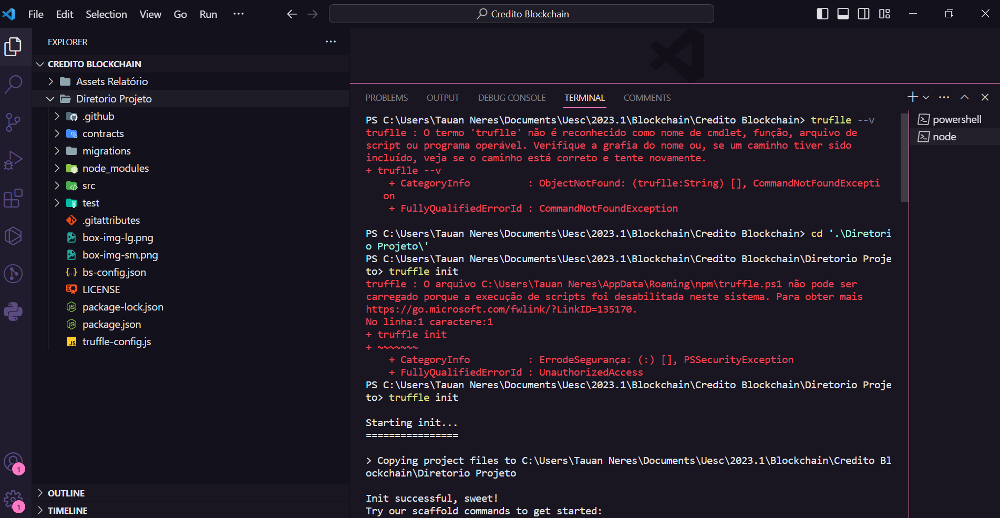 File Edit Selection View Go Run ···
Credito Blockchain
EXPLORER
CREDITO BLOCKCHAIN
Assets Relatório
Diretorio Projeto
.github
contracts
migrations
node_modules
src
test
.gitattributes
box-img-lg.png
box-img-sm.png
bs-config.json
LICENSE
package-lock.json
package.json
truffle-config.js
1
1
OUTLINE
TIMELINE
PROBLEMS OUTPUT DEBUG CONSOLE TERMINAL COMMENTS
PS C:\Users\Tauan Neres\Documents\Uesc\2023.1\Blockchain\Credito Blockchain> truflle --v
truflle : O termo 'truflle' não é reconhecido como nome de cmdlet, função, arquivo de
script ou programa operável. Verifique a grafia do nome ou, se um caminho tiver sido
incluído, veja se o caminho está correto e tente novamente.
+ truflle --v
+ CategoryInfo : ObjectNotFound: (truflle:String) [], CommandNotFoundExcepti
on
+ FullyQualifiedErrorId : CommandNotFoundException
PS C:\Users\Tauan Neres\Documents\Uesc\2023.1\Blockchain\Credito Blockchain> cd '.\Diretori
o Projeto\'
PS C:\Users\Tauan Neres\Documents\Uesc\2023.1\Blockchain\Credito Blockchain\Diretorio Proje
to> truffle init
truffle : O arquivo C:\Users\Tauan Neres\AppData\Roaming\npm\truffle.ps1 não pode ser
carregado porque a execução de scripts foi desabilitada neste sistema. Para obter mais
https://go.microsoft.com/fwlink/?LinkID=135170.
No linha:1 caractere:1
+ truffle init
+ ~~~~~~~
+ CategoryInfo : ErrodeSegurança: (:) [], PSSecurityException
+ FullyQualifiedErrorId : UnauthorizedAccess
PS C:\Users\Tauan Neres\Documents\Uesc\2023.1\Blockchain\Credito Blockchain\Diretorio Proje
to> truffle init
Starting init...
================
> Copying project files to C:\Users\Tauan Neres\Documents\Uesc\2023.1\Blockchain\Credito Bl
ockchain\Diretorio Projeto
Init successful, sweet!
Try our scaffold commands to get started:
powershell
node